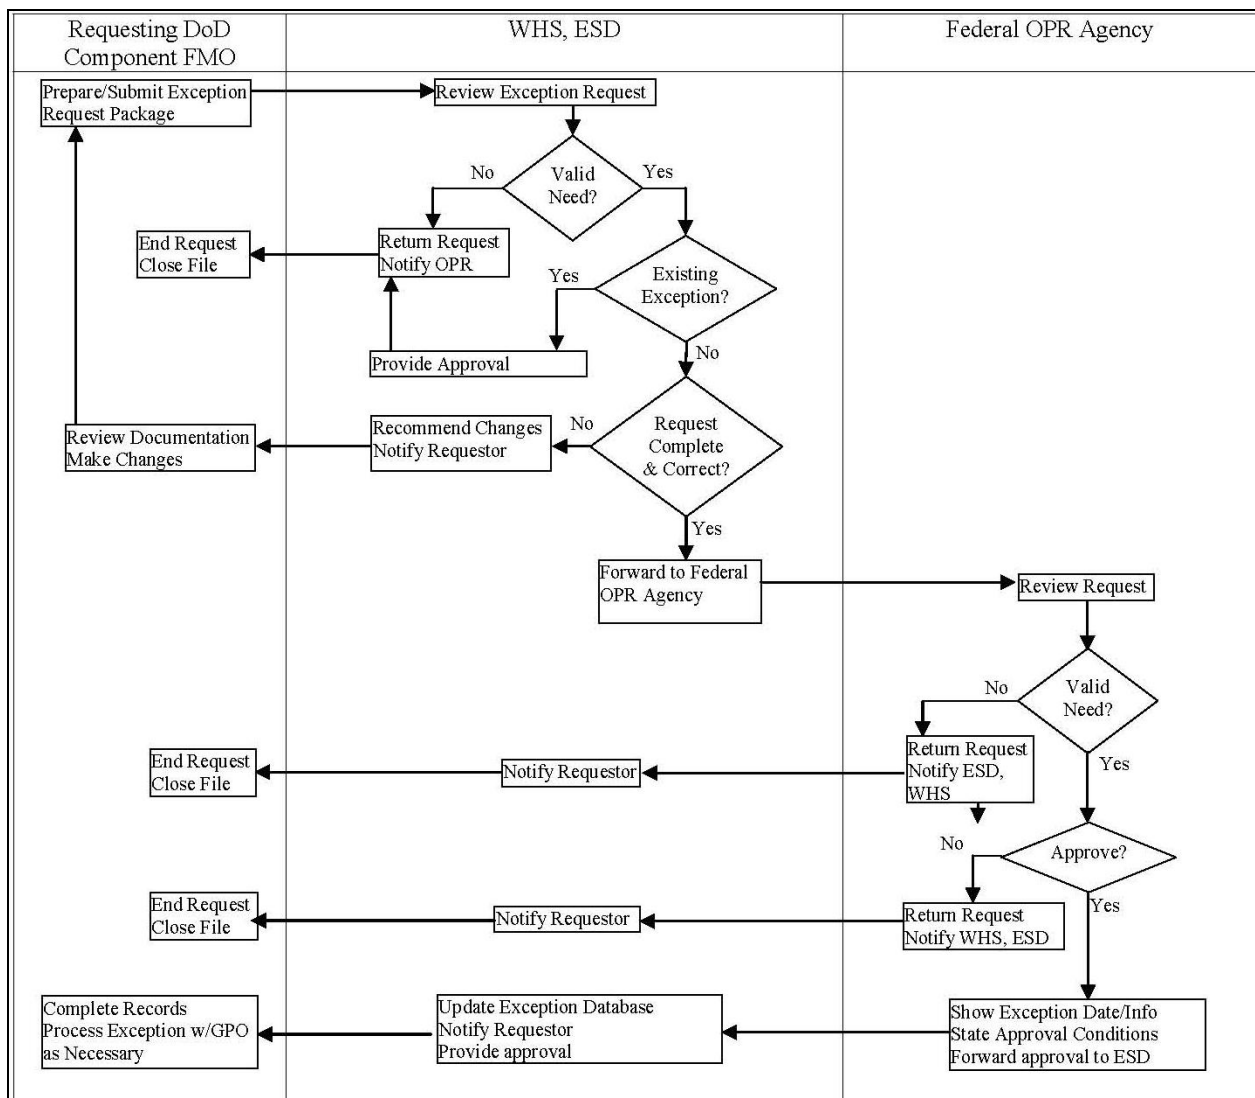 Requesting DoD
Component FMO
WHS, ESD
Federal OPR Agency
Prepare/Submit Exception
Request Package
Review Exception Request
Valid
Need?
No
Yes
Return Request
Notify OPR
End Request
Close File
Existing
Exception?
Yes
No
Provide Approval
Request
Complete
& Correct?
No
Yes
Recommend Changes
Notify Requestor
Review Documentation
Make Changes
Forward to Federal
OPR Agency
Review Request
Valid
Need?
No
Yes
Return Request
Notify ESD,
WHS
Notify Requestor
End Request
Close File
Approve?
No
Yes
Return Request
Notify WHS, ESD
Notify Requestor
End Request
Close File
Show Exception Date/Info
State Approval Conditions
Forward approval to ESD
Update Exception Database
Notify Requestor
Provide approval
Complete Records
Process Exception w/GPO
as Necessary